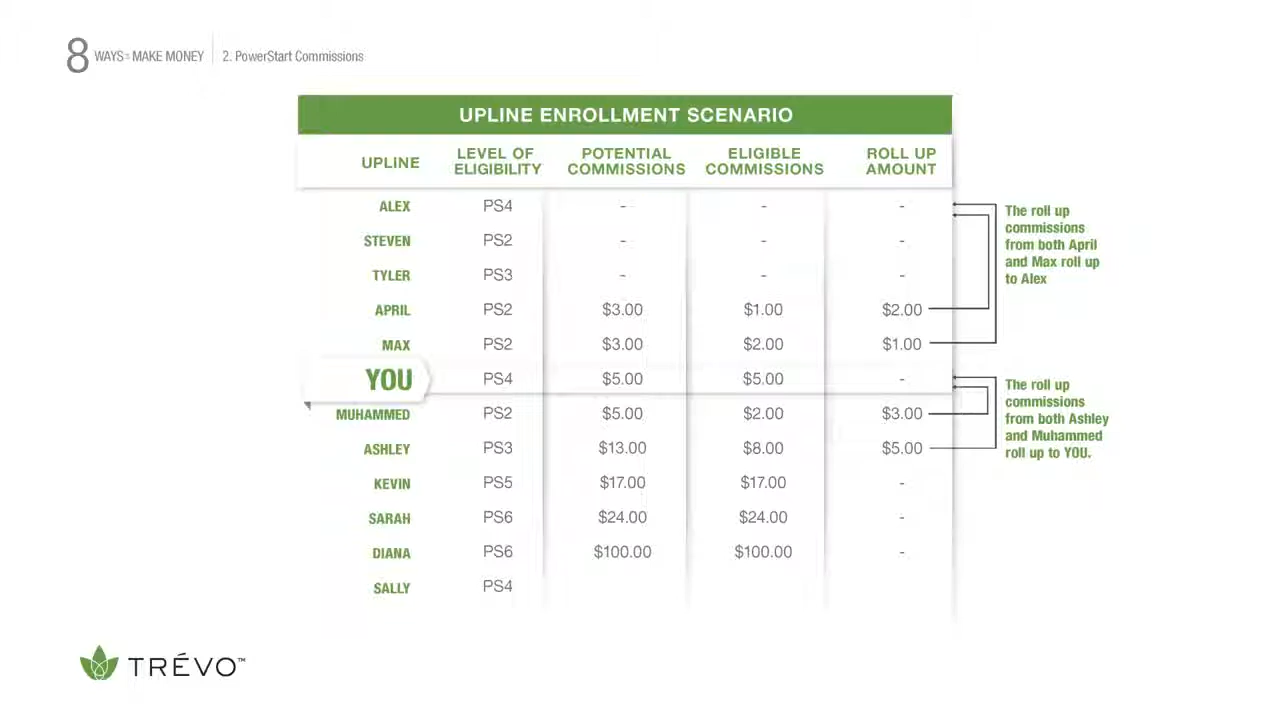 8 WAYS TO MAKE MONEY | 2. PowerStart Commissions
UPLINE ENROLLMENT SCENARIO
UPLINE LEVEL OF ELIGIBILITY POTENTIAL COMMISSIONS ELIGIBLE COMMISSIONS ROLL UP AMOUNT
ALEX PS4 - - -
STEVEN PS2 - - -
TYLER PS3 - - -
APRIL PS2 $3.00 $1.00 $2.00
MAX PS2 $3.00 $2.00 $1.00
YOU PS4 $5.00 $5.00 -
MUHAMMED PS2 $5.00 $2.00 $3.00
ASHLEY PS3 $13.00 $8.00 $5.00
KEVIN PS5 $17.00 $17.00 -
SARAH PS6 $24.00 $24.00 -
DIANA PS6 $100.00 $100.00 -
SALLY PS4
The roll up
commissions
from both April
and Max roll up
to Alex
The roll up
commissions
from both Ashley
and Muhammed
roll up to YOU.
TRÉVO™